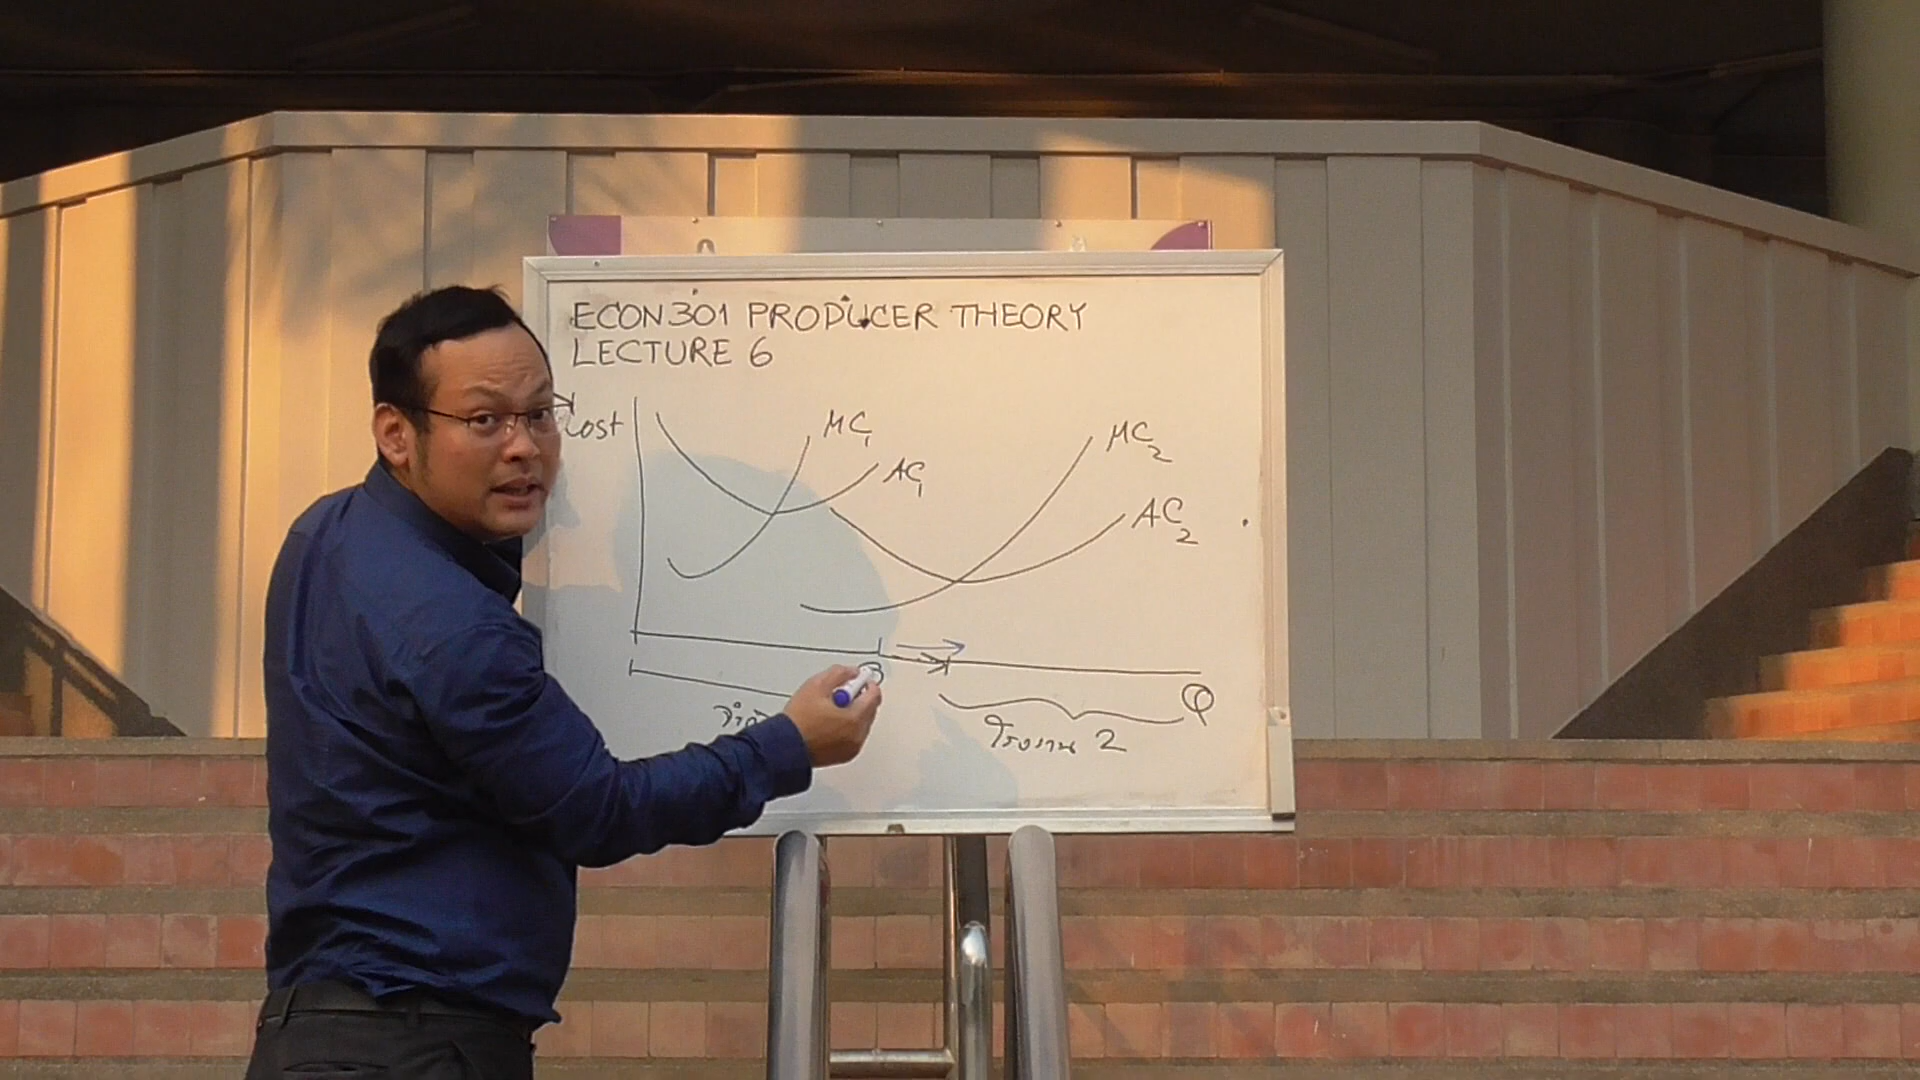 ECON301 PRODUCER THEORY
LECTURE 6
Cost
MC1
AC1
MC2
AC2
Q
โรงงาน 2